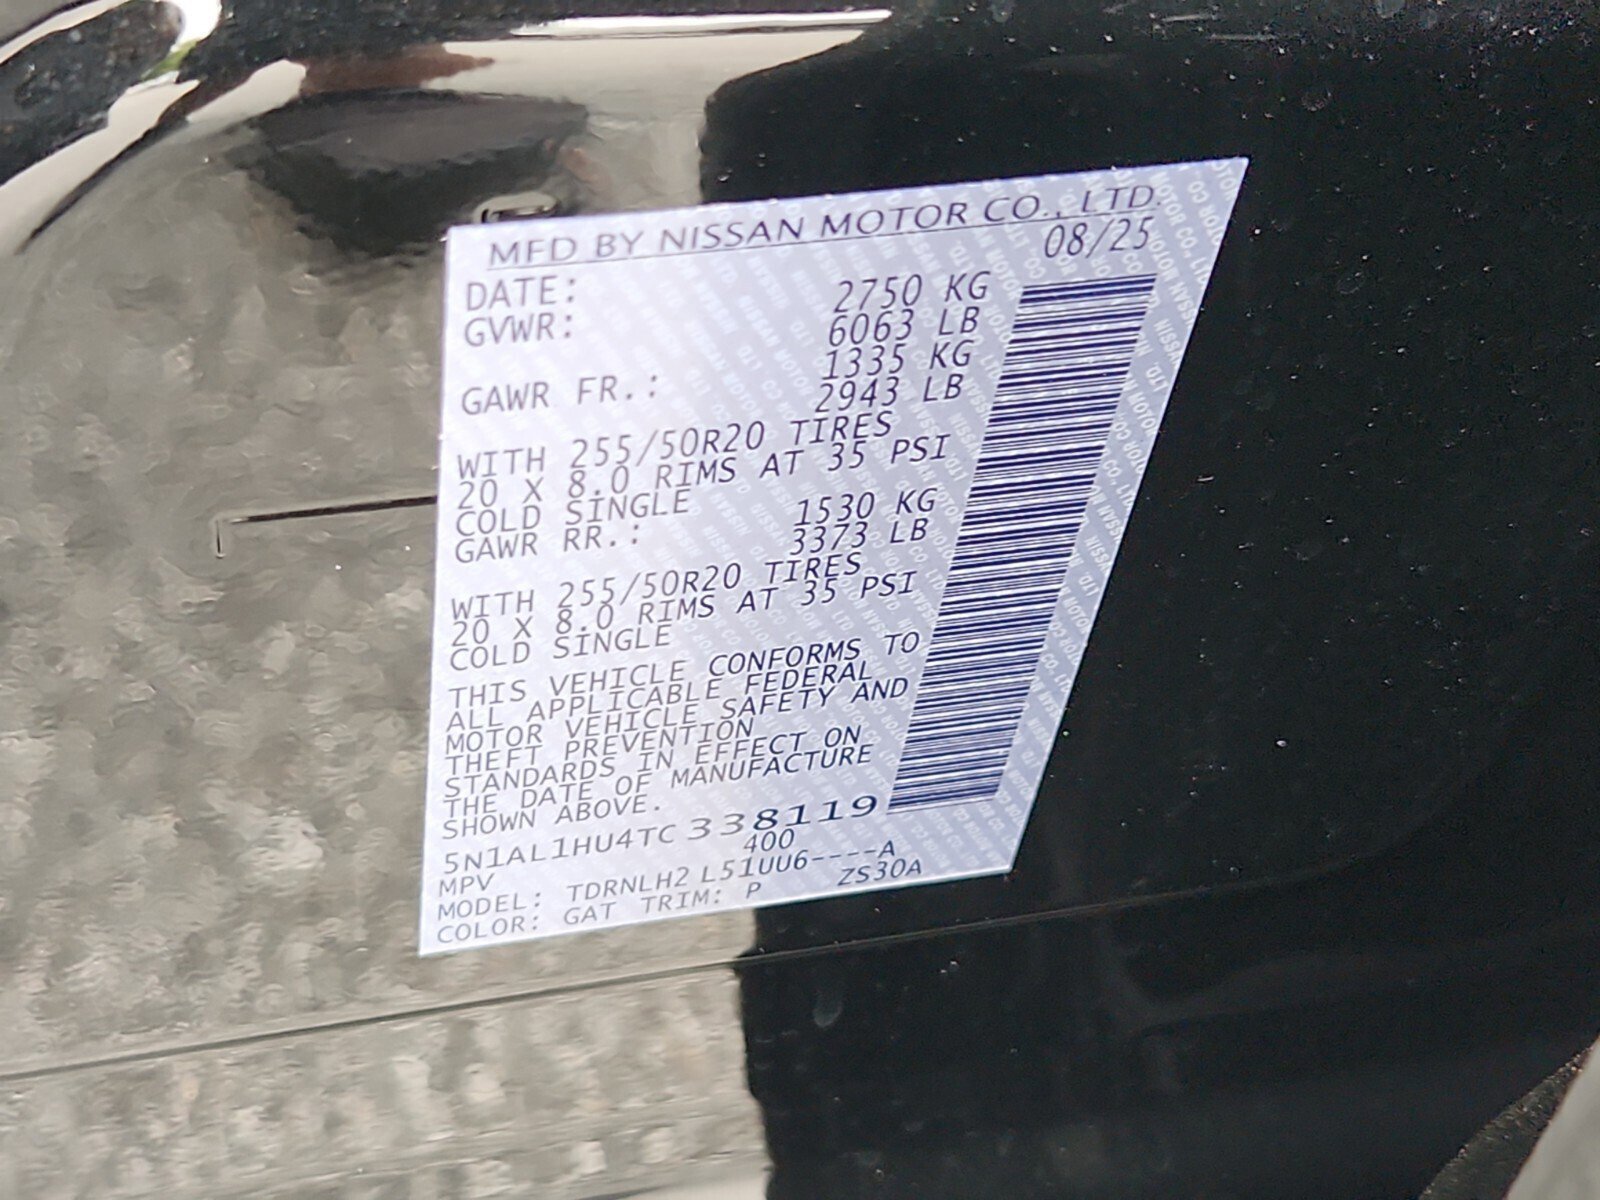 MFD BY NISSAN MOTOR CO., LTD.
DATE: 08/25
GVWR: 2750 KG
6063 LB
GAWR FR.: 1335 KG
2943 LB
WITH 255/50R20 TIRES
20 X 8.0 RIMS AT 35 PSI
COLD SINGLE
GAWR RR.: 1530 KG
3373 LB
WITH 255/50R20 TIRES
20 X 8.0 RIMS AT 35 PSI
COLD SINGLE
THIS VEHICLE CONFORMS TO
ALL APPLICABLE FEDERAL
MOTOR VEHICLE SAFETY AND
THEFT PREVENTION
STANDARDS IN EFFECT ON
THE DATE OF MANUFACTURE
SHOWN ABOVE.
5N1AL1HU4TC338119
MPV 400
MODEL: TDRNLH2 L51UU6----A
COLOR: GAT TRIM: P ZS30A